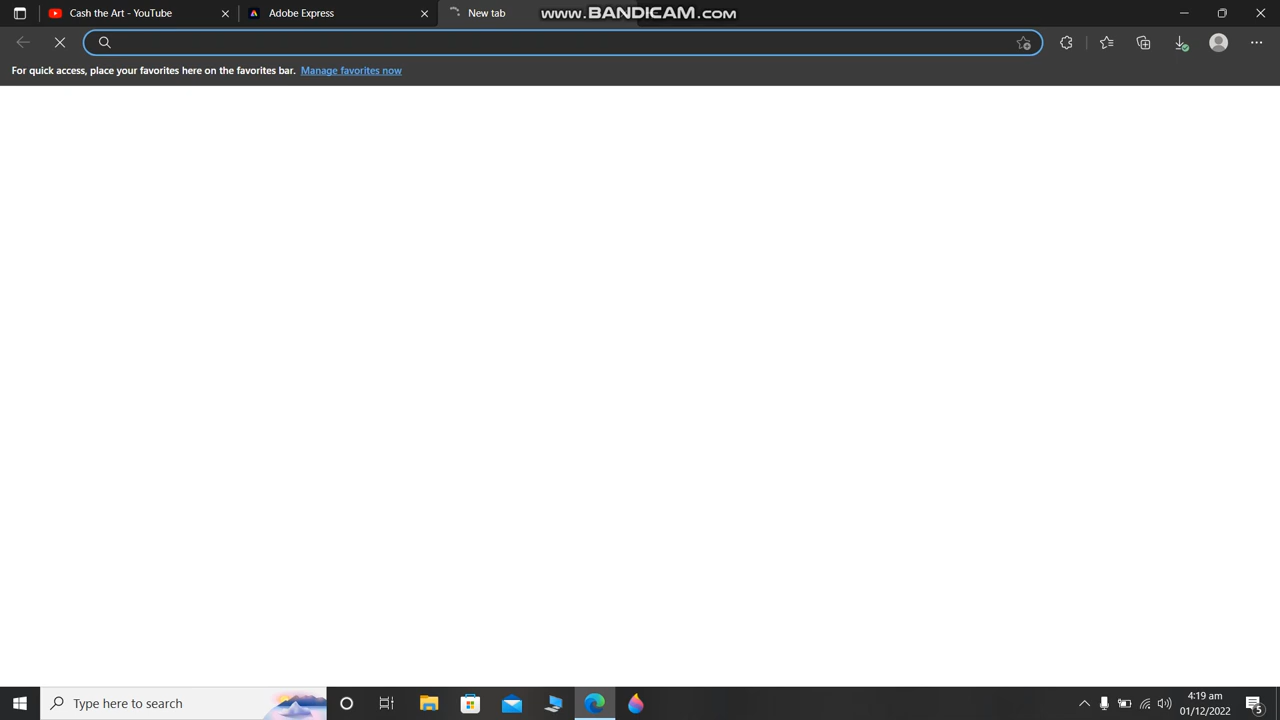 Cash the Art - YouTube
Adobe Express
New tab
www.BANDICAM.com
For quick access, place your favorites here on the favorites bar. Manage favorites now
Type here to search
4:19 am
01/12/2022
5